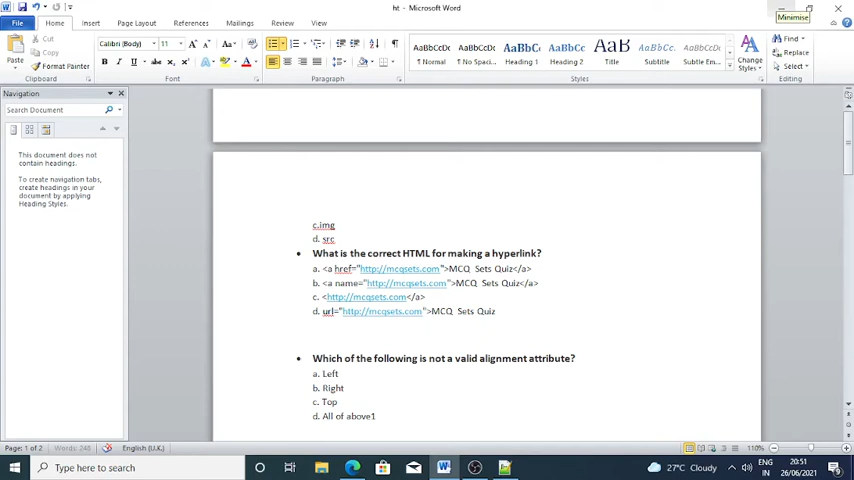 ht - Microsoft Word
Minimise
File Home Insert Page Layout References Mailings Review View
Paste
Cut
Copy
Format Painter
Clipboard
Calibri (Body) 11
Font
Paragraph
AaBbCcDc AaBbCcDc AaBbCc AaBbCc AaB AaBbCc. AaBbCcDc
¶ Normal ¶ No Spaci... Heading 1 Heading 2 Title Subtitle Subtle Em...
Styles
Change Styles
Find
Replace
Select
Editing
Navigation
Search Document
This document does not
contain headings.
To create navigation tabs,
create headings in your
document by applying
Heading Styles.
c.img
d. src
• What is the correct HTML for making a hyperlink?
a. <a href="http://mcqsets.com">MCQ Sets Quiz</a>
b. <a name="http://mcqsets.com">MCQ Sets Quiz</a>
c. <http://mcqsets.com</a>
d. url="http://mcqsets.com">MCQ Sets Quiz
• Which of the following is not a valid alignment attribute?
a. Left
b. Right
c. Top
d. All of above1
Page: 1 of 2 Words: 248 English (U.K.) 110%
Type here to search
27°C Cloudy
ENG
IN
20:51
26/06/2021